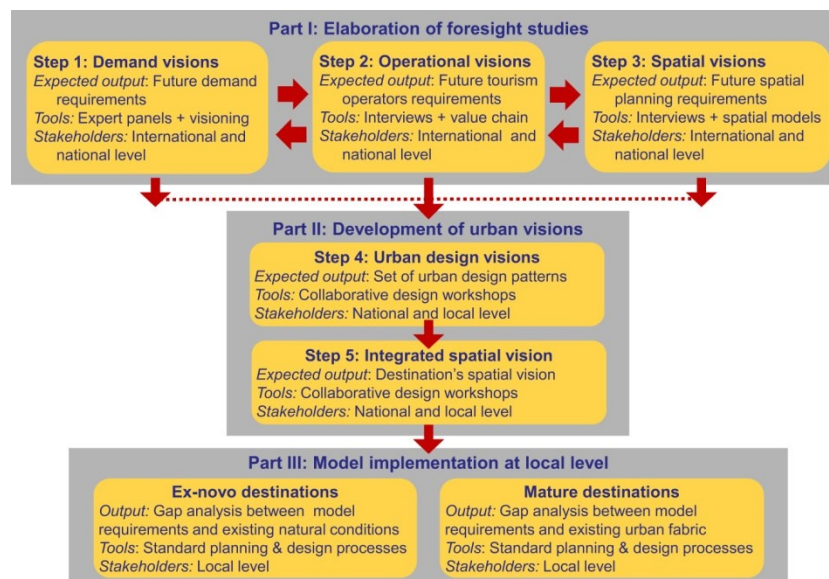 Part I: Elaboration of foresight studies
Step 1: Demand visions
Expected output: Future demand
requirements
Tools: Expert panels + visioning
Stakeholders: International and
national level
Step 2: Operational visions
Expected output: Future tourism
operators requirements
Tools: Interviews + value chain
Stakeholders: International and
national level
Step 3: Spatial visions
Expected output: Future spatial
planning requirements
Tools: Interviews + spatial models
Stakeholders: International and
national level
Part II: Development of urban visions
Step 4: Urban design visions
Expected output: Set of urban design patterns
Tools: Collaborative design workshops
Stakeholders: National and local level
Step 5: Integrated spatial vision
Expected output: Destination's spatial vision
Tools: Collaborative design workshops
Stakeholders: National and local level
Part III: Model implementation at local level
Ex-novo destinations
Output: Gap analysis between model
requirements and existing natural conditions
Tools: Standard planning & design processes
Stakeholders: Local level
Mature destinations
Output: Gap analysis between model
requirements and existing urban fabric
Tools: Standard planning & design processes
Stakeholders: Local level